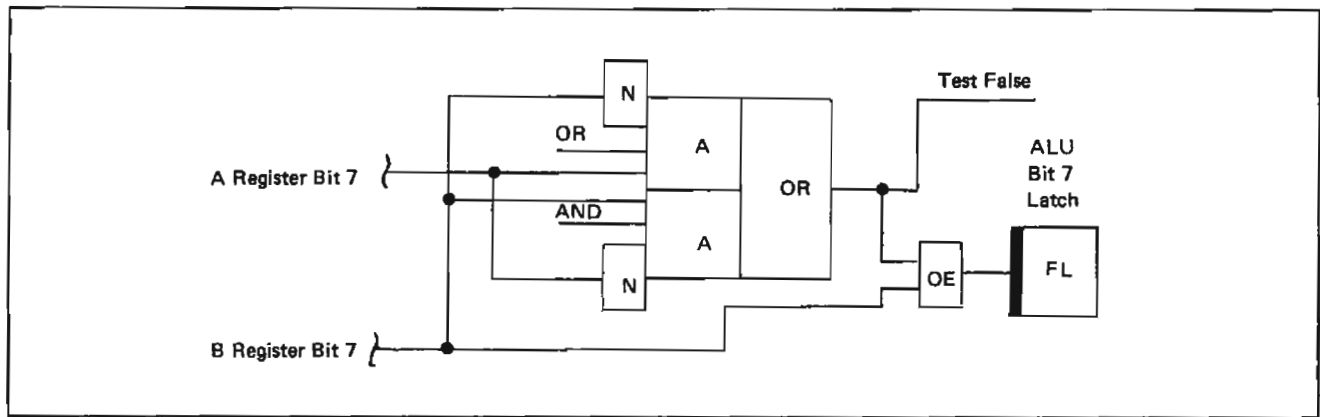 Test False
N
OR
A
ALU
Bit 7
Latch
A Register Bit 7
OR
AND
A
FL
OE
N
B Register Bit 7